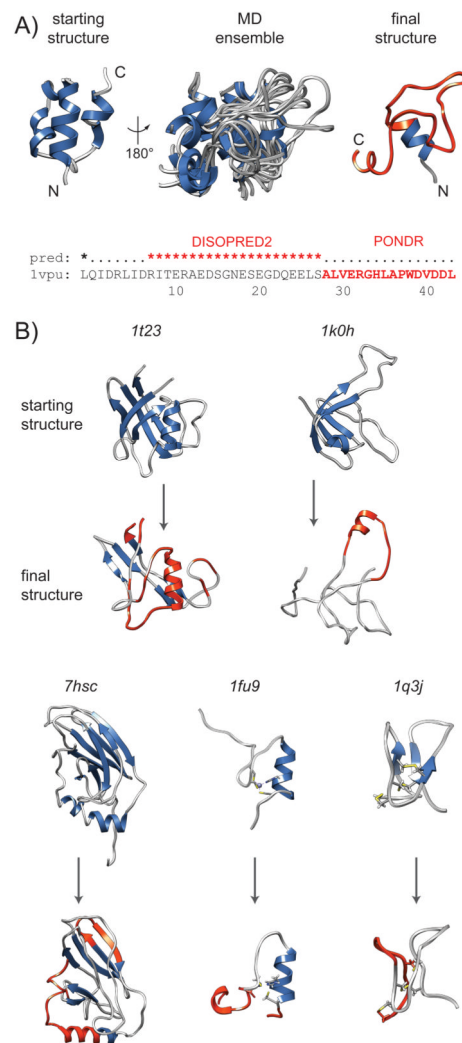 A)
starting structure
MD ensemble
final structure
C
180°
N
C
N
DISOPRED2 PONDR
pred: *.......*********************................
1vpu: LQIDRLIDRITERAEDSGNESEGDQEELSALVERGHLAPWDVDDL
10 20 30 40
B)
1t23 1k0h
starting
structure
final
structure
7hsc 1fu9 1q3j